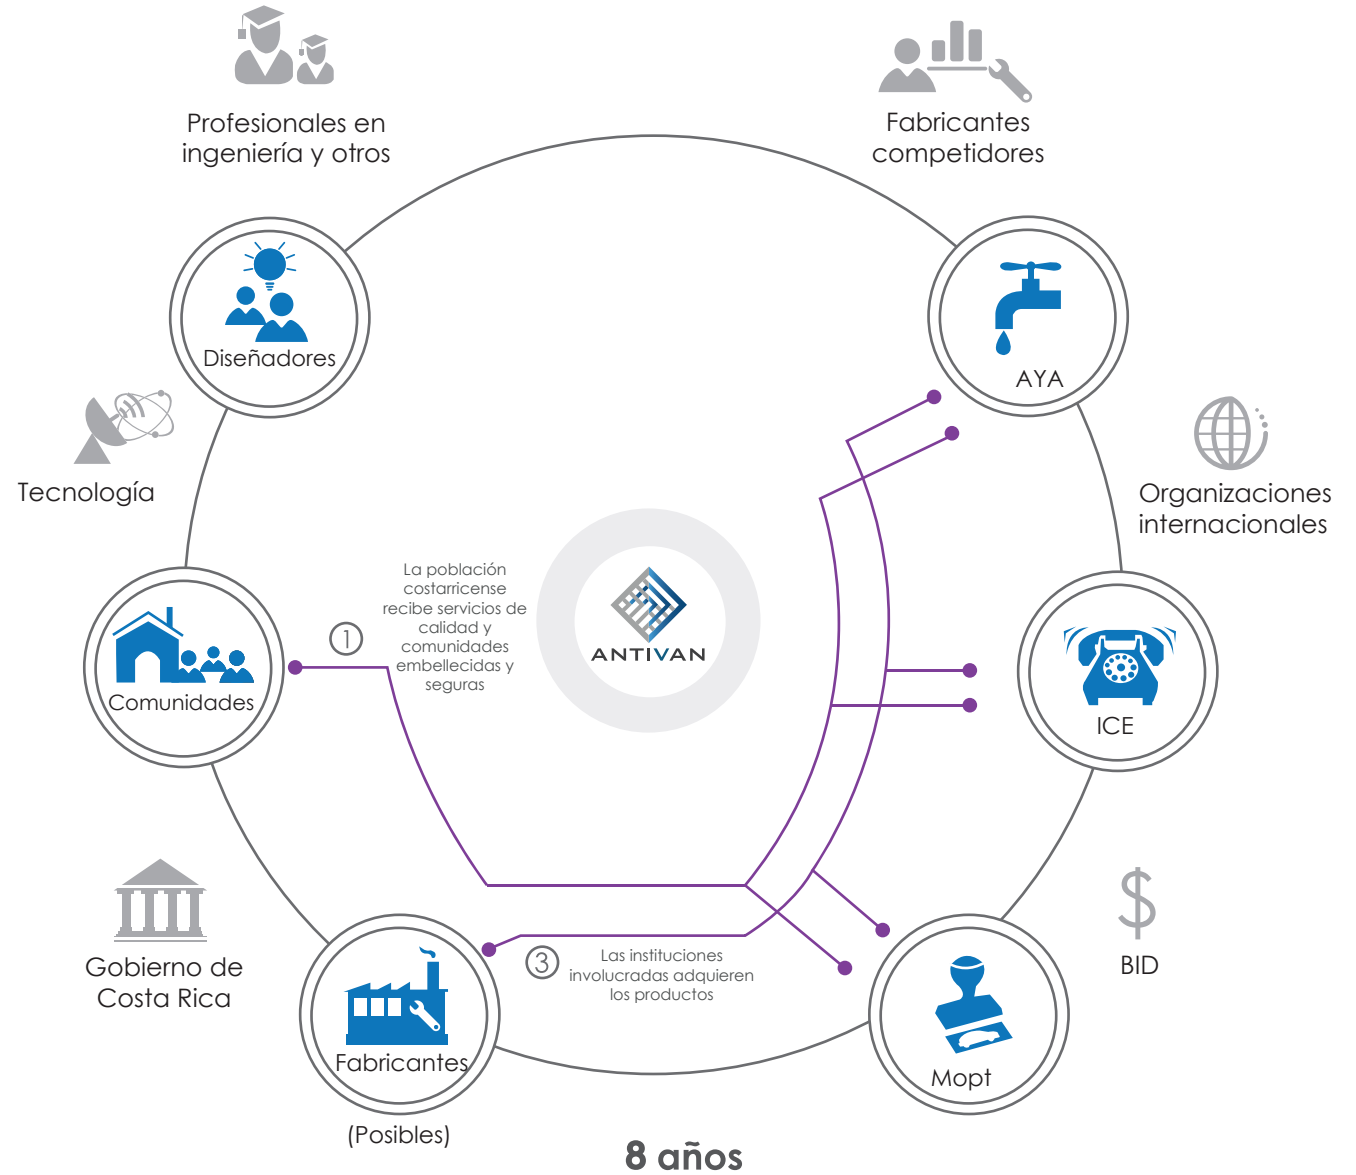 Profesionales en
ingeniería y otros
Fabricantes
competidores
Diseñadores
AYA
Tecnología
Organizaciones
internacionales
La población
costarricense
recibe servicios de
calidad y
comunidades
embellecidas y
seguras
1
ANTIVAN
Comunidades
ICE
Gobierno de
Costa Rica
3
Las instituciones
involucradas adquieren
los productos
$
BID
Fabricantes
(Posibles)
Mopt
8 años